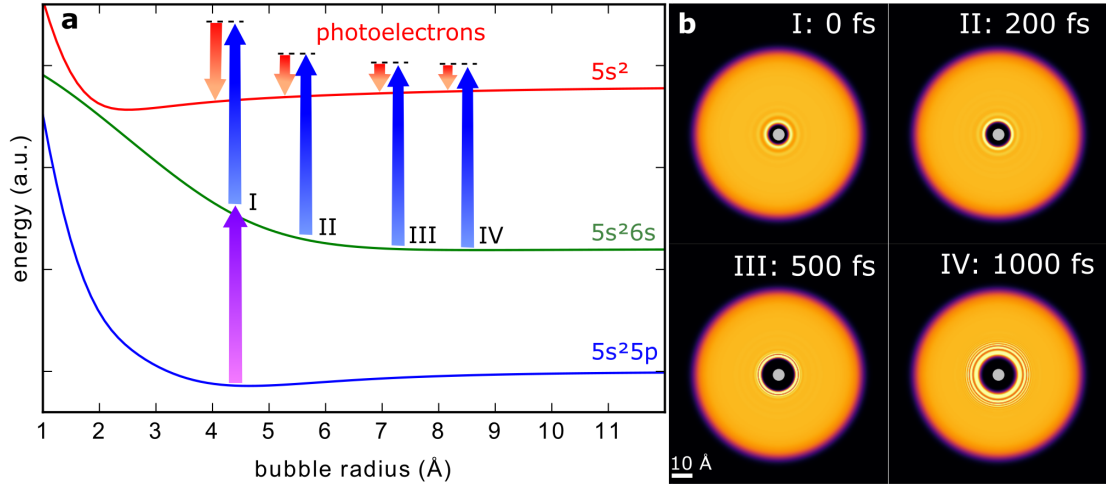 a
photoelectrons
5s²
I
II
III
IV
5s²6s
5s²5p
energy (a.u.)
1 2 3 4 5 6 7 8 9 10 11
bubble radius (Å)
b
I: 0 fs
II: 200 fs
III: 500 fs
IV: 1000 fs
10 Å